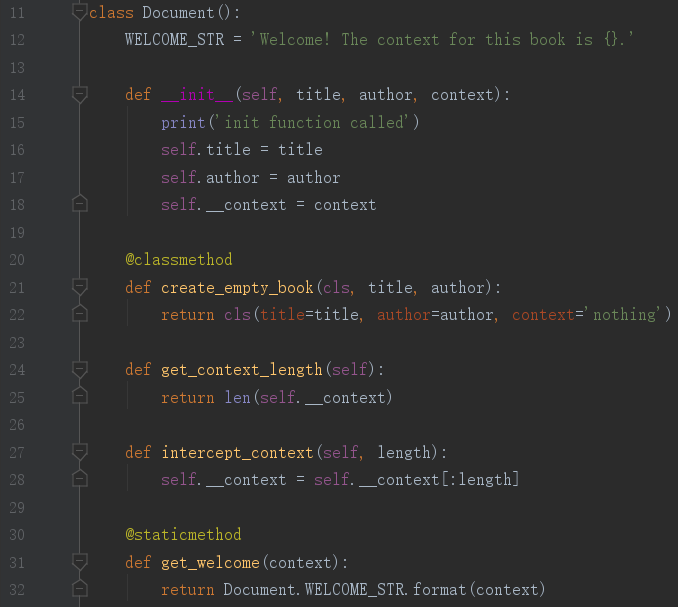 11 class Document():
12     WELCOME_STR = 'Welcome! The context for this book is {}.'
13
14     def __init__(self, title, author, context):
15         print('init function called')
16         self.title = title
17         self.author = author
18         self.__context = context
19
20     @classmethod
21     def create_empty_book(cls, title, author):
22         return cls(title=title, author=author, context='nothing')
23
24     def get_context_length(self):
25         return len(self.__context)
26
27     def intercept_context(self, length):
28         self.__context = self.__context[:length]
29
30     @staticmethod
31     def get_welcome(context):
32         return Document.WELCOME_STR.format(context)